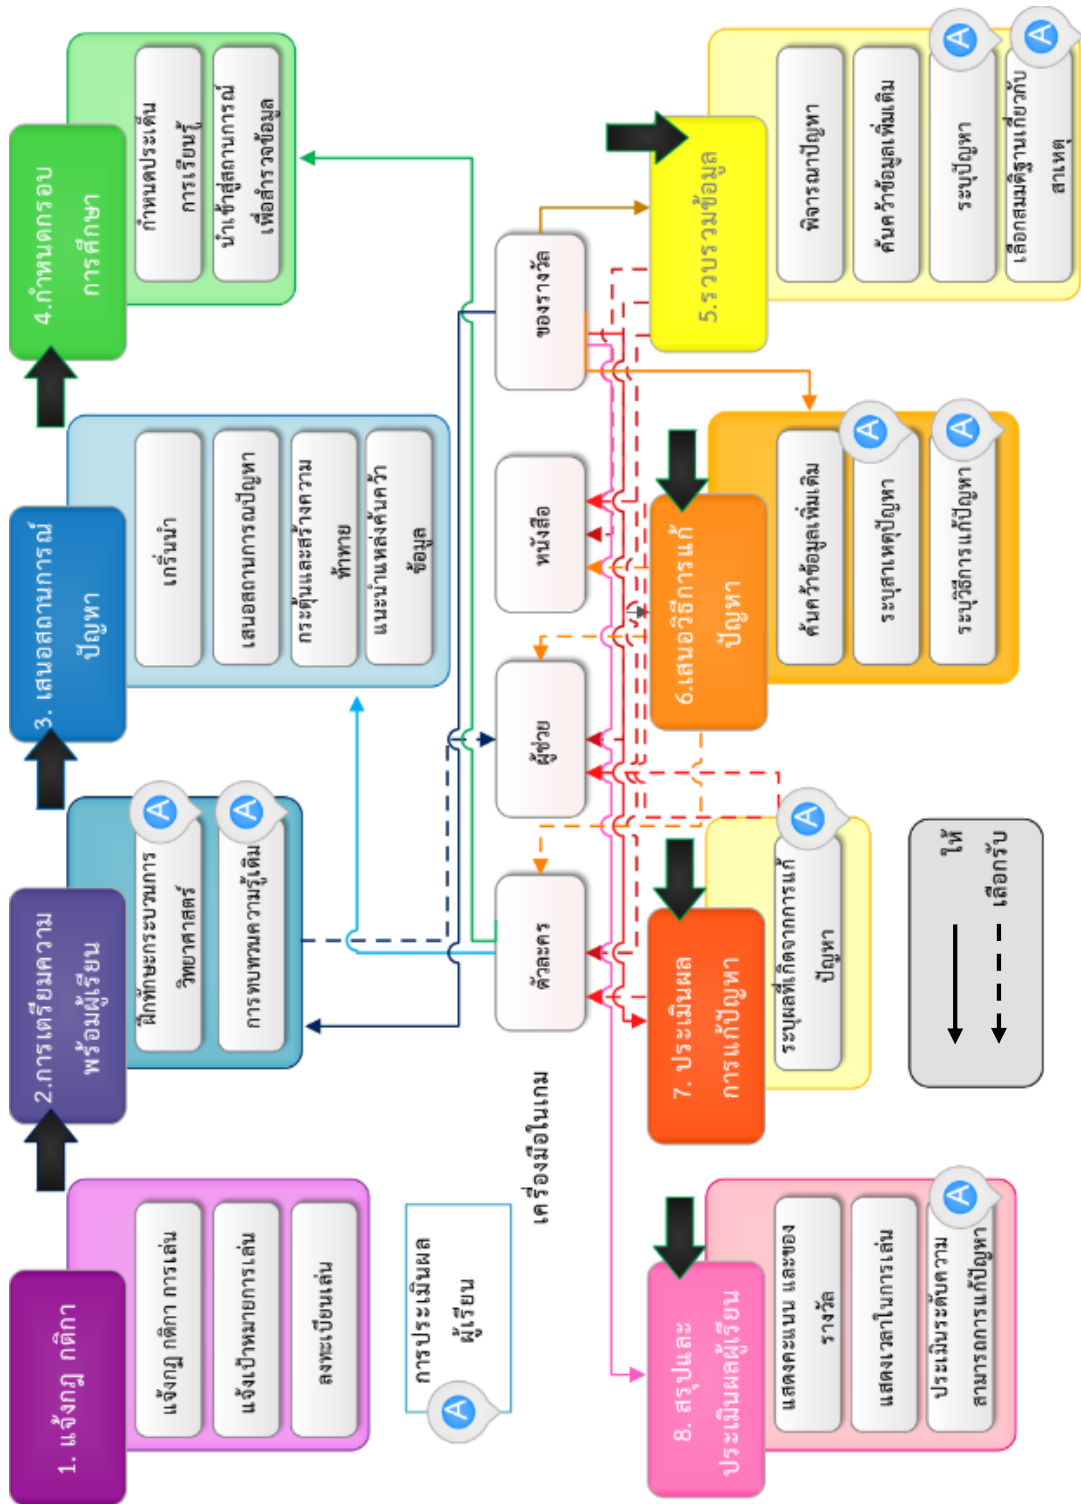 1. แจ้งกฎ กติกา
แจ้งกฎ กติกา การเล่น
แจ้งเป้าหมายการเล่น
ลงทะเบียนเล่น
2.การเตรียมความ
พร้อมผู้เรียน
ฝึกทักษะกระบวนการ
วิทยาศาสตร์
A
การทบทวนความรู้เดิม
A
3. เสนอสถานการณ์
ปัญหา
เกริ่นนำ
เสนอสถานการณปัญหา
กระตุ้นและสร้างความ
ท้าทาย
แนะนำแหล่งค้นคว้า
ข้อมูล
4.กำหนดกรอบ
การศึกษา
กำหนดประเด็น
การเรียนรู้
นำเข้าสู่สถานการณ์
เพื่อสำรวจข้อมูล
A
การประเมินผล
ผู้เรียน
เครื่องมือในเกม
ตัวละคร
ผู้ช่วย
หนังสือ
ของรางวัล
8. สรุปและ
ประเมินผลผู้เรียน
แสดงคะแนน และของ
รางวัล
แสดงเวลาในการเล่น
ประเมินระดับความ
สามารถการแก้ปัญหา
A
7. ประเมินผล
การแก้ปัญหา
ระบุผลที่เกิดจากการแก้
ปัญหา
A
6.เสนอวิธีการแก้
ปัญหา
ค้นคว้าข้อมูลเพิ่มเติม
ระบุสาเหตุปัญหา
A
ระบุวิธีการแก้ปัญหา
A
5.รวบรวมข้อมูล
พิจารณาปัญหา
ค้นคว้าข้อมูลเพิ่มเติม
ระบุปัญหา
A
เลือกสมมติฐานเกี่ยวกับ
สาเหตุ
A
ให้
เลือกรับ